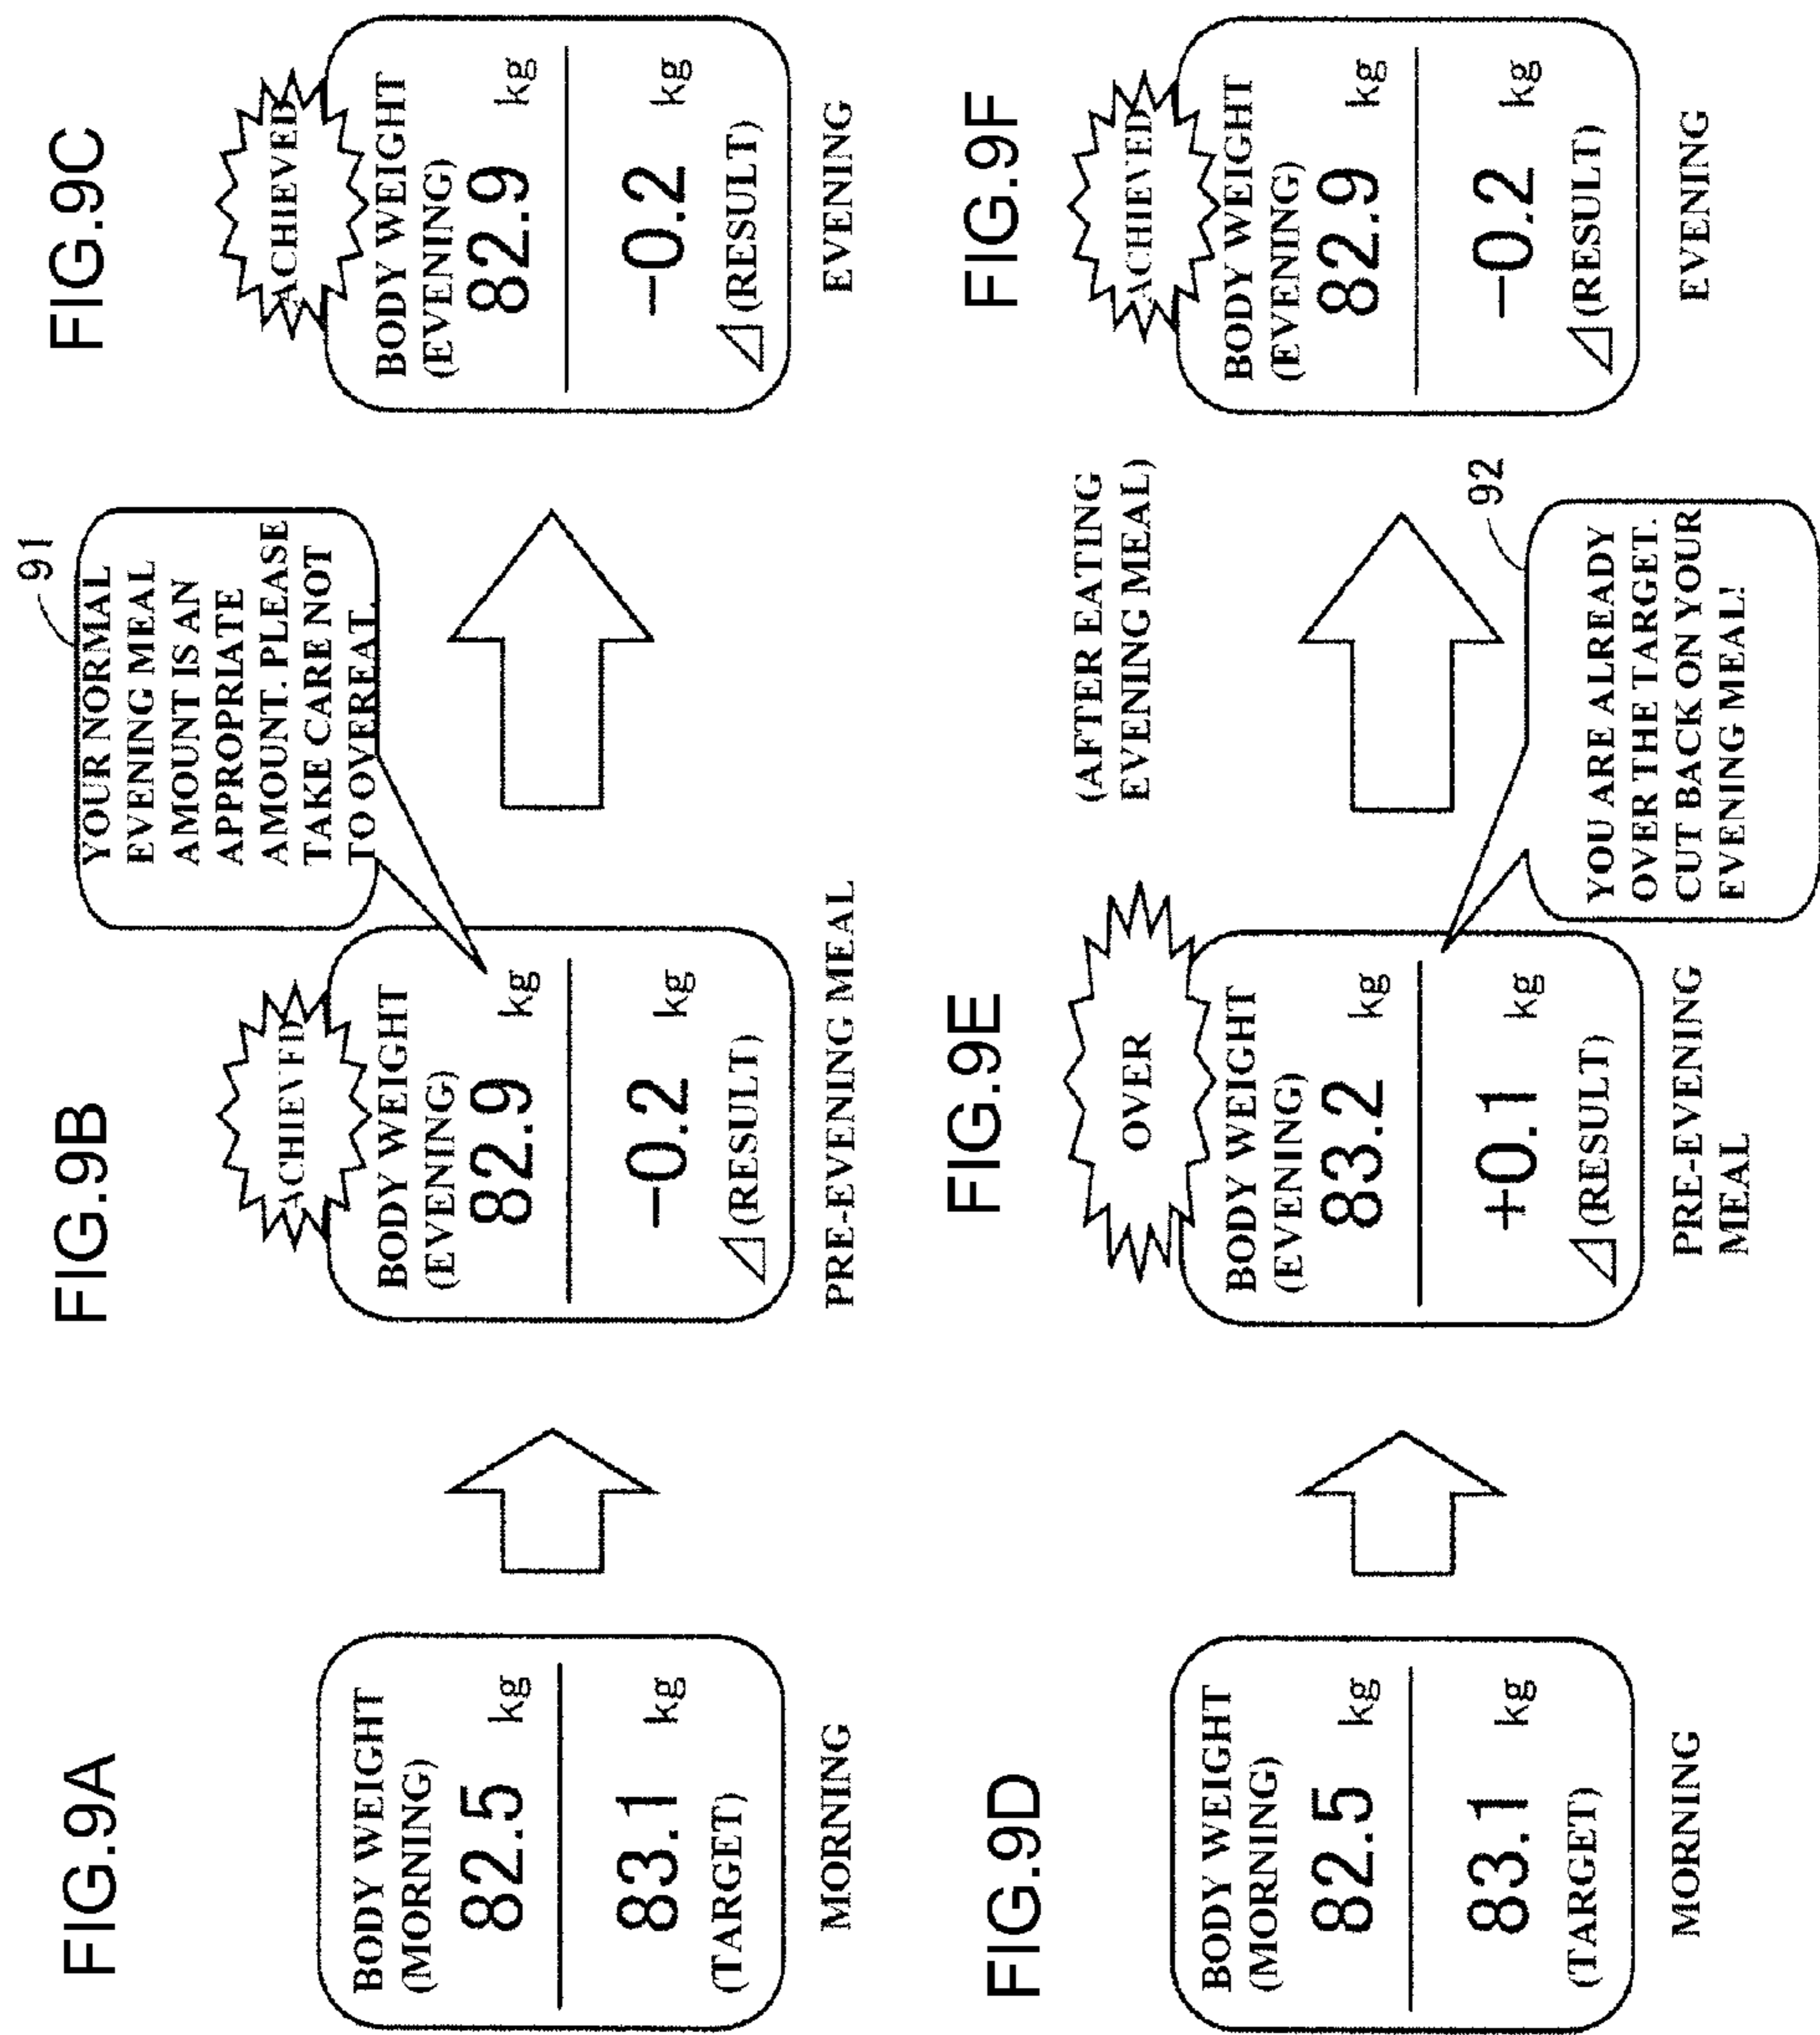 FIG.9A
BODY WEIGHT
(MORNING)
82.5 kg
83.1 kg
(TARGET)
MORNING
FIG.9B
ACHIEVED
BODY WEIGHT
(EVENING)
82.9 kg
−0.2 kg
⊿(RESULT)
PRE-EVENING MEAL
91
YOUR NORMAL
EVENING MEAL
AMOUNT IS AN
APPROPRIATE
AMOUNT. PLEASE
TAKE CARE NOT
TO OVEREAT.
FIG.9C
ACHIEVED
BODY WEIGHT
(EVENING)
82.9 kg
−0.2 kg
⊿(RESULT)
EVENING
FIG.9D
BODY WEIGHT
(MORNING)
82.5 kg
83.1 kg
(TARGET)
MORNING
FIG.9E
OVER
BODY WEIGHT
(EVENING)
83.2 kg
+0.1 kg
⊿(RESULT)
PRE-EVENING
MEAL
(AFTER EATING
EVENING MEAL)
92
YOU ARE ALREADY
OVER THE TARGET.
CUT BACK ON YOUR
EVENING MEAL!
FIG.9F
ACHIEVED
BODY WEIGHT
(EVENING)
82.9 kg
−0.2 kg
⊿(RESULT)
EVENING